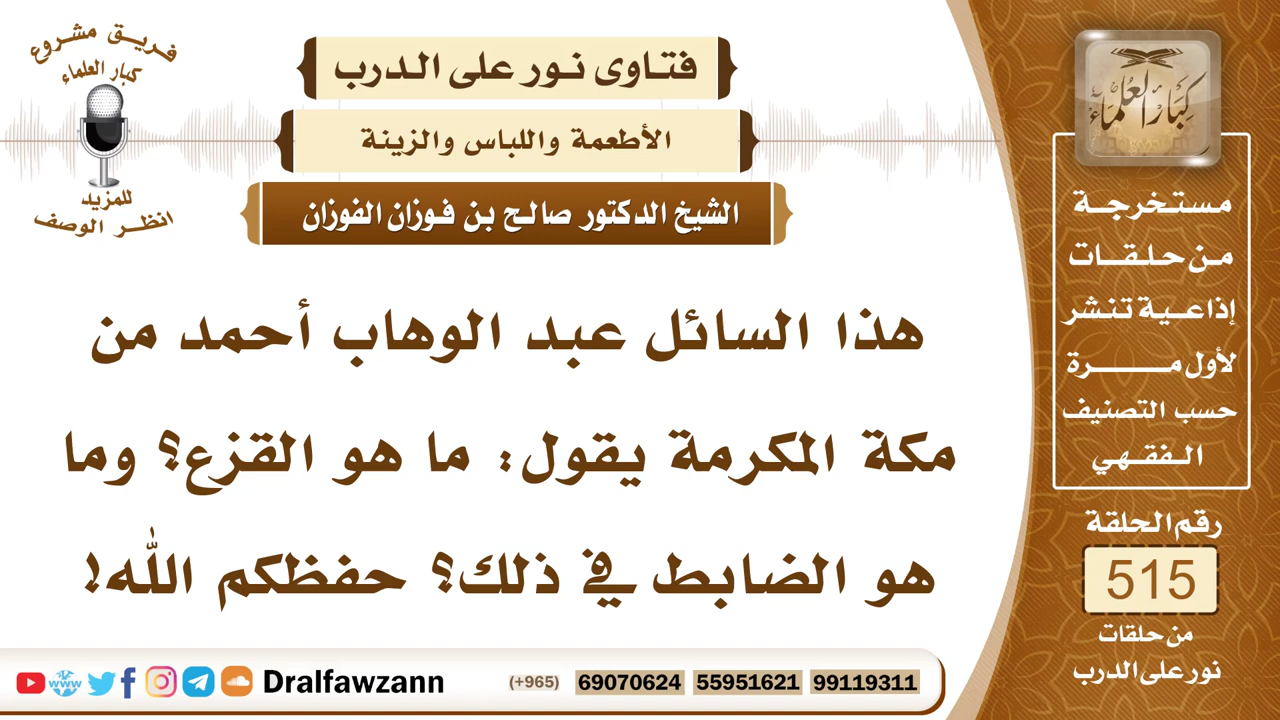 فريق مشروع
كبار العلماء
للمزيد
انظر الوصف
فتاوى نور على الدرب
الأطعمة واللباس والزينة
الشيخ الدكتور صالح بن فوزان الفوزان
هذا السائل عبد الوهاب أحمد من
مكة المكرمة يقول: ما هو القزع؟ وما
هو الضابط في ذلك؟ حفظكم الله!
كبار العلماء
مستخرجة
من حلقات
إذاعية تنشر
لأول مرة
حسب التصنيف
الفقهي
رقم الحلقة
515
من حلقات
نور على الدرب
www Dralfawzann (+965) 69070624 55951621 99119311